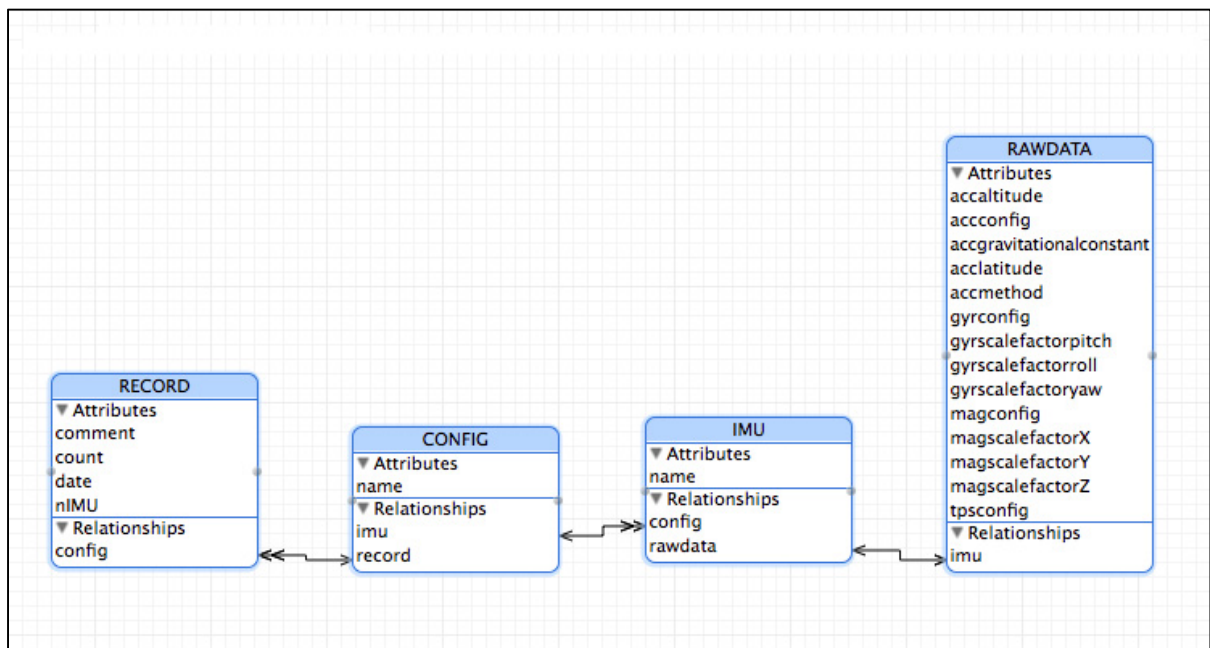 RECORD
Attributes
comment
count
date
nIMU
Relationships
config
CONFIG
Attributes
name
Relationships
imu
record
IMU
Attributes
name
Relationships
config
rawdata
RAWDATA
Attributes
accaltitude
accconfig
accgravitationalconstant
acclatitude
accmethod
gyrconfig
gyrscalefactorpitch
gyrscalefactorroll
gyrscalefactoryaw
magconfig
magscalefactorX
magscalefactorY
magscalefactorZ
tpsconfig
Relationships
imu